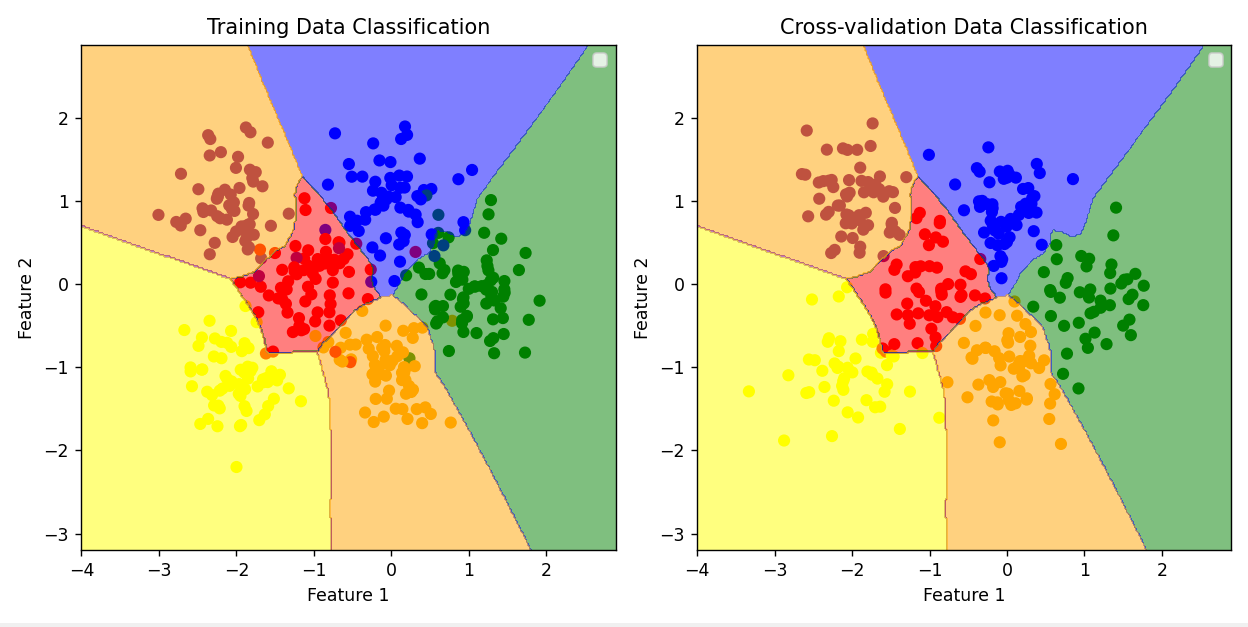 Training Data Classification
2
1
0
−1
−2
−3
Feature 2
−4 −3 −2 −1 0 1 2
Feature 1
Cross-validation Data Classification
2
1
0
−1
−2
−3
Feature 2
−4 −3 −2 −1 0 1 2
Feature 1